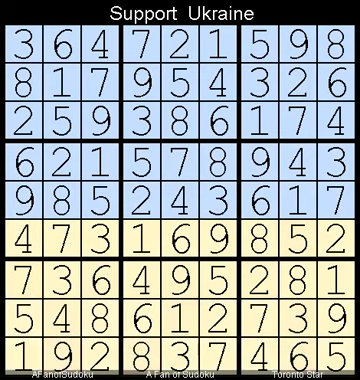 Support Ukraine
3 6 4 7 2 1 5 9 8
8 1 7 9 5 4 3 2 6
2 5 9 3 8 6 1 7 4
6 2 1 5 7 8 9 4 3
9 8 5 2 4 3 6 1 7
4 7 3 1 6 9 8 5 2
7 3 6 4 9 5 2 8 1
5 4 8 6 1 2 7 3 9
1 9 2 8 3 7 4 6 5
AFanofSudoku A Fan of Sudoku Toronto Star